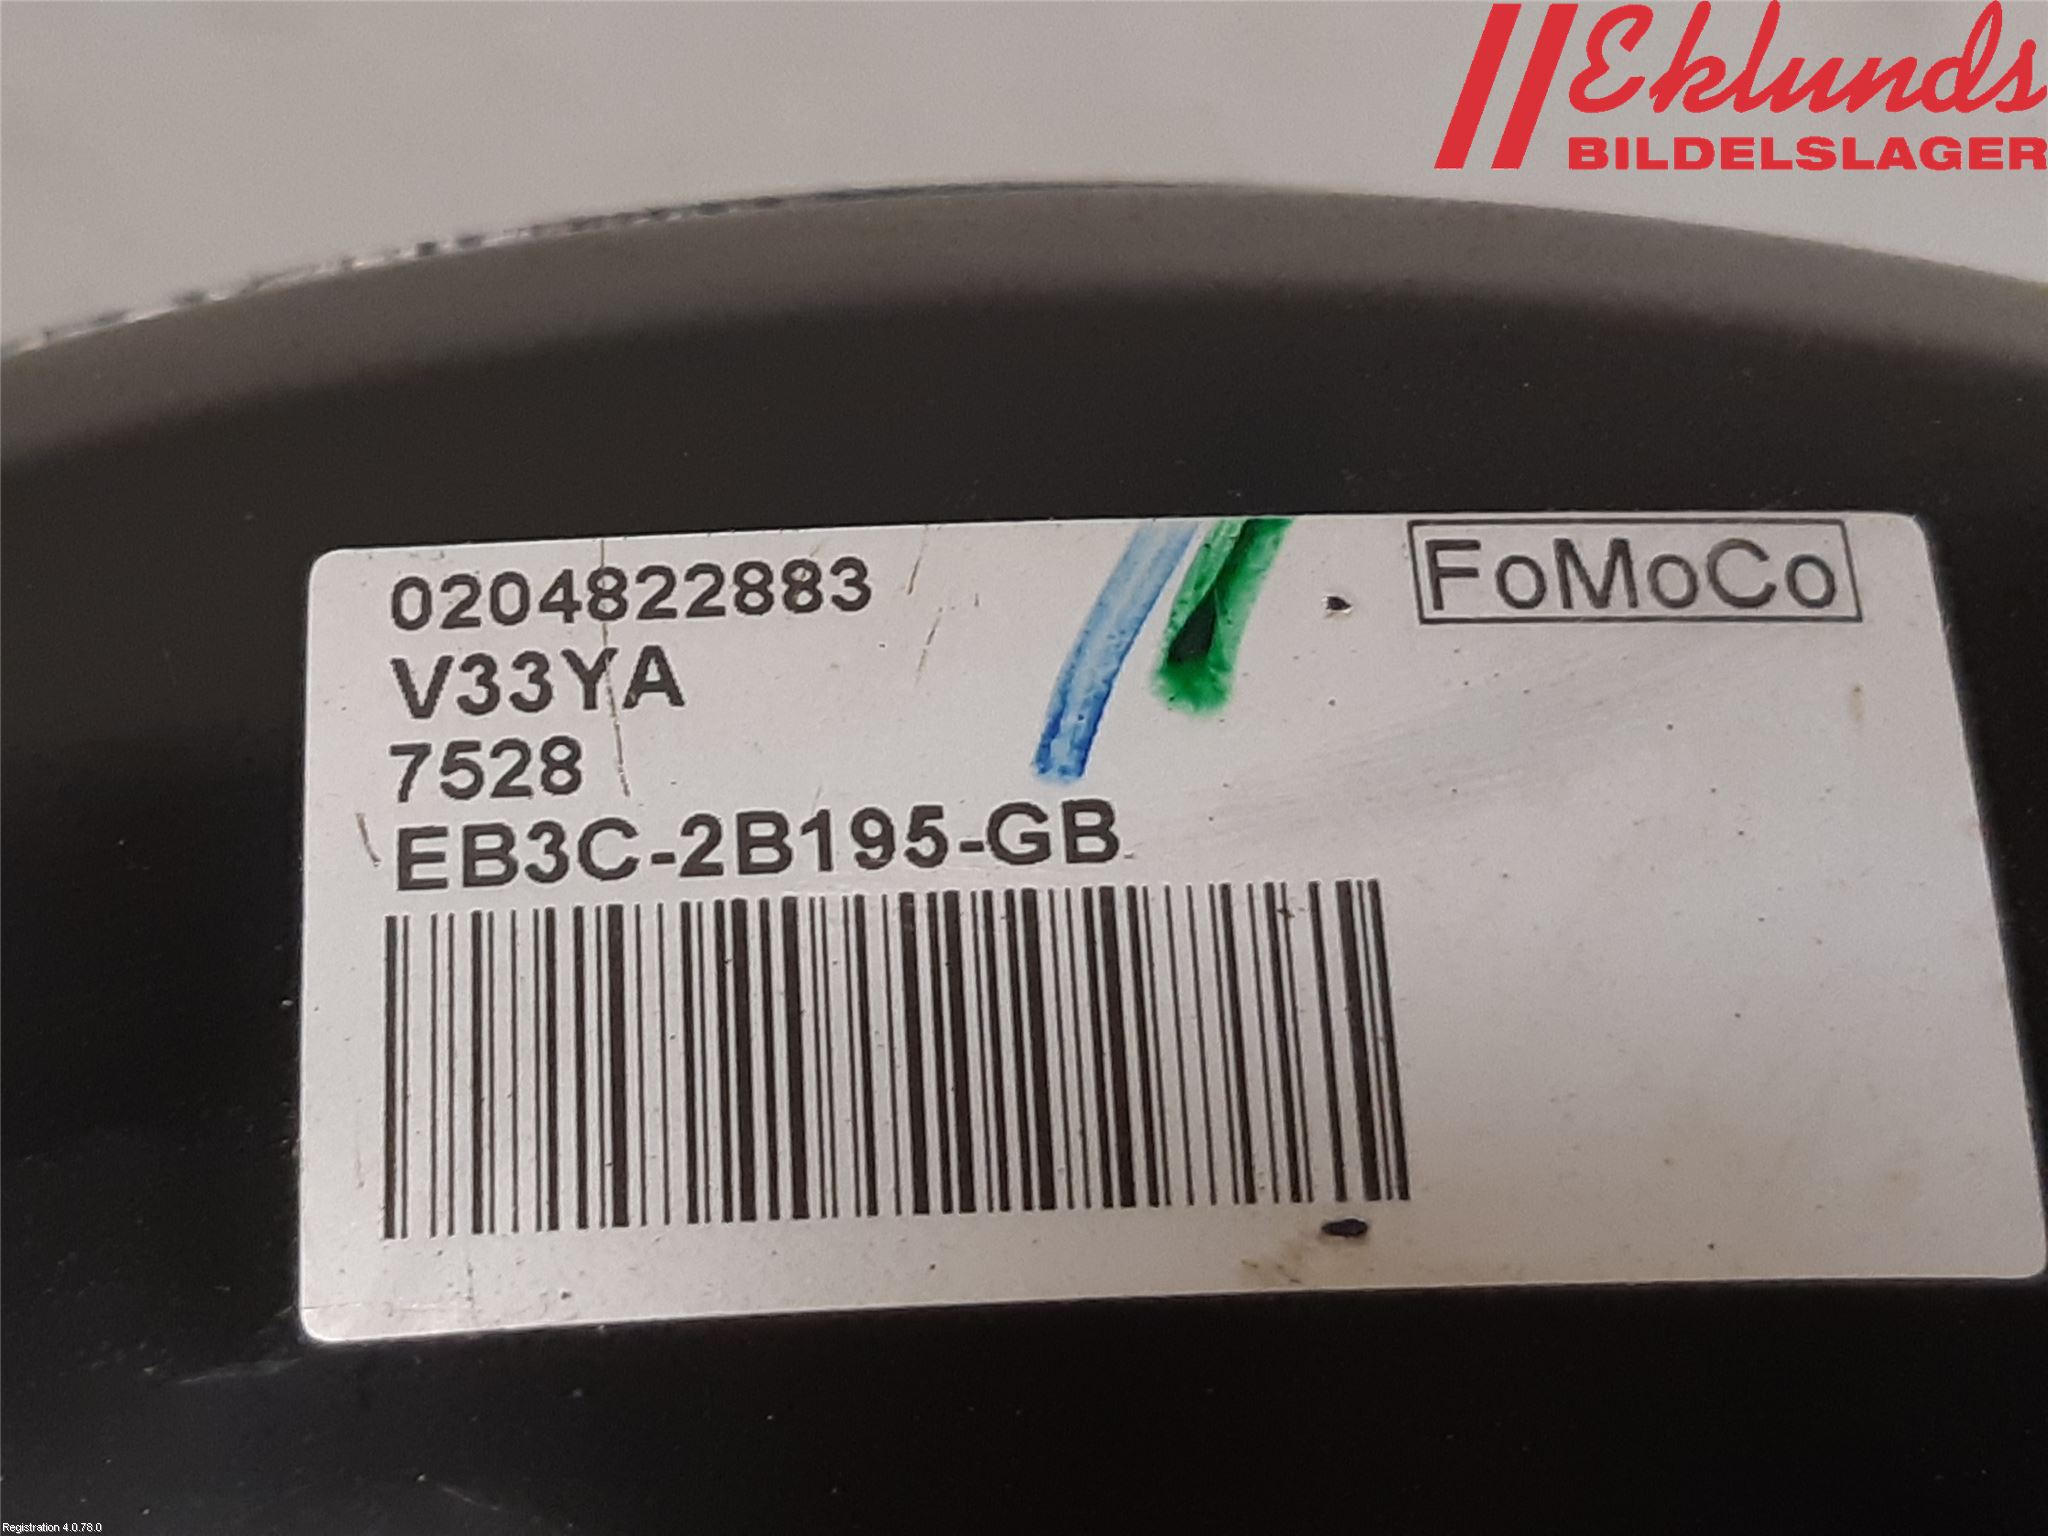 Eklunds
BILDELSLAGER
FoMoCo
0204822883
V33YA
7528
EB3C-2B195-GB
Registration 4.0.78.0